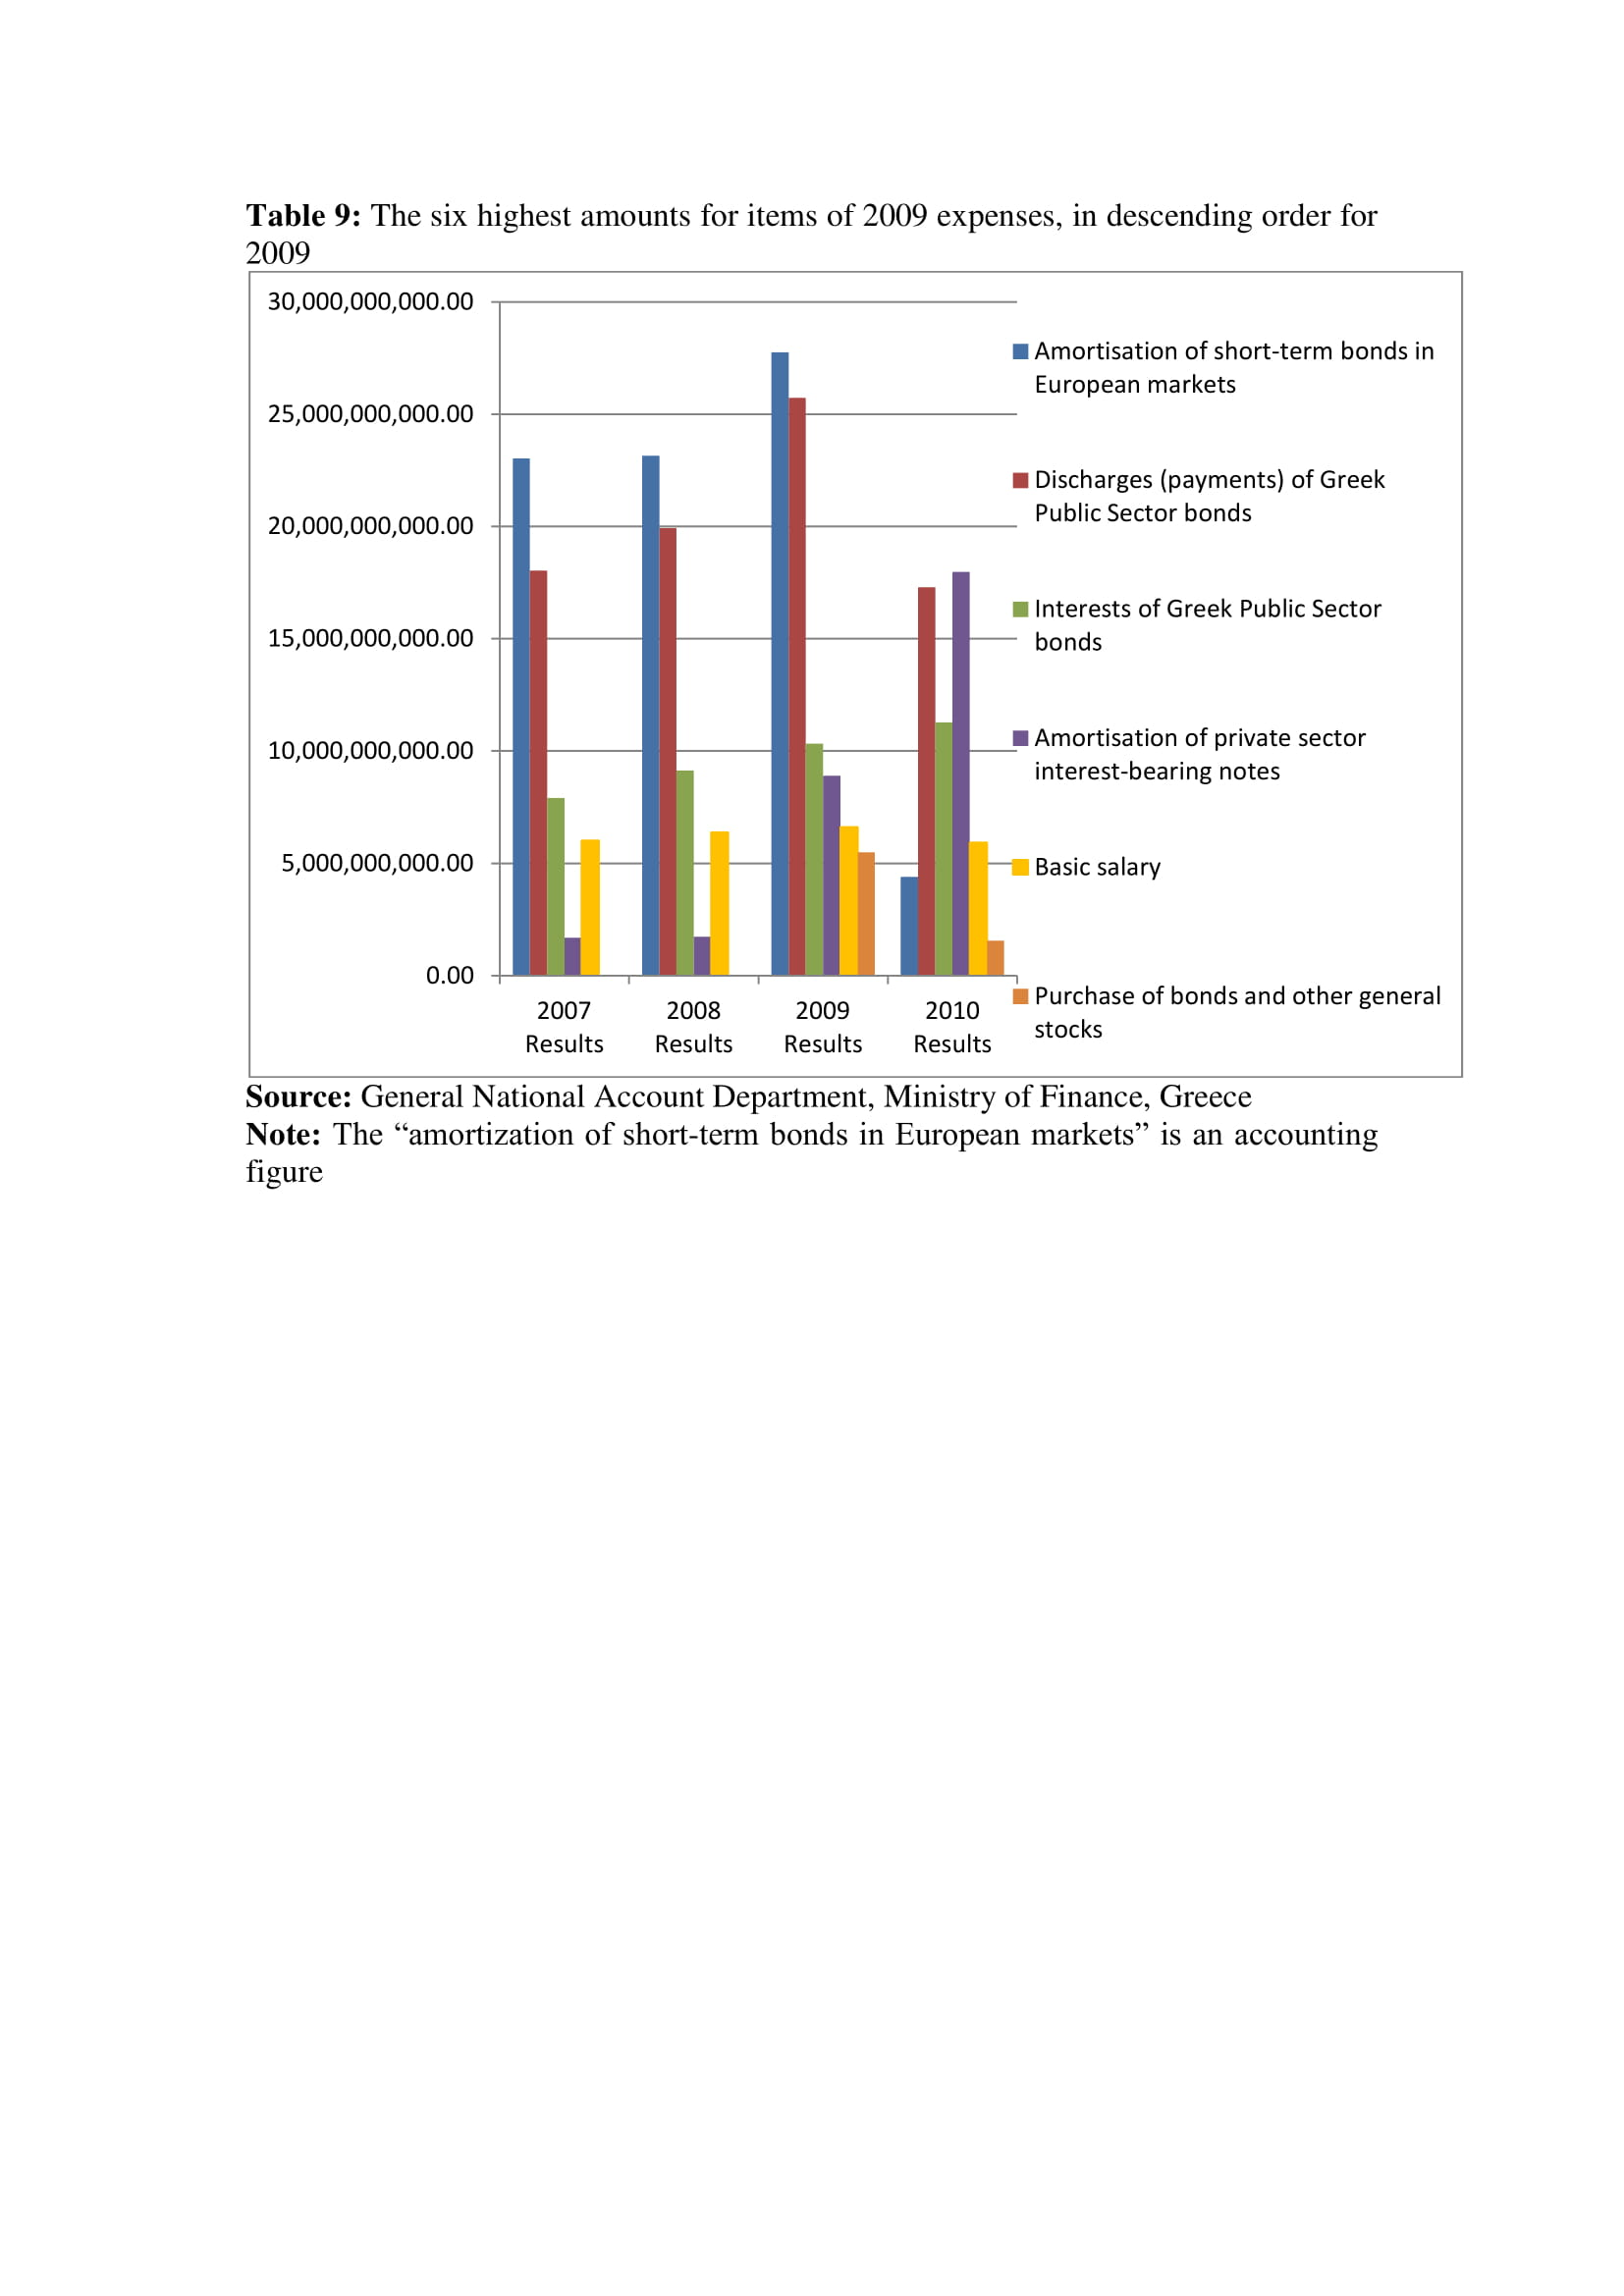 Table 9: The six highest amounts for items of 2009 expenses, in descending order for
2009
30,000,000,000.00
25,000,000,000.00
20,000,000,000.00
15,000,000,000.00
10,000,000,000.00
5,000,000,000.00
0.00
2007
Results
2008
Results
2009
Results
2010
Results
Amortisation of short-term bonds in
European markets
Discharges (payments) of Greek
Public Sector bonds
Interests of Greek Public Sector
bonds
Amortisation of private sector
interest-bearing notes
Basic salary
Purchase of bonds and other general
stocks
Source: General National Account Department, Ministry of Finance, Greece
Note: The “amortization of short-term bonds in European markets” is an accounting
figure